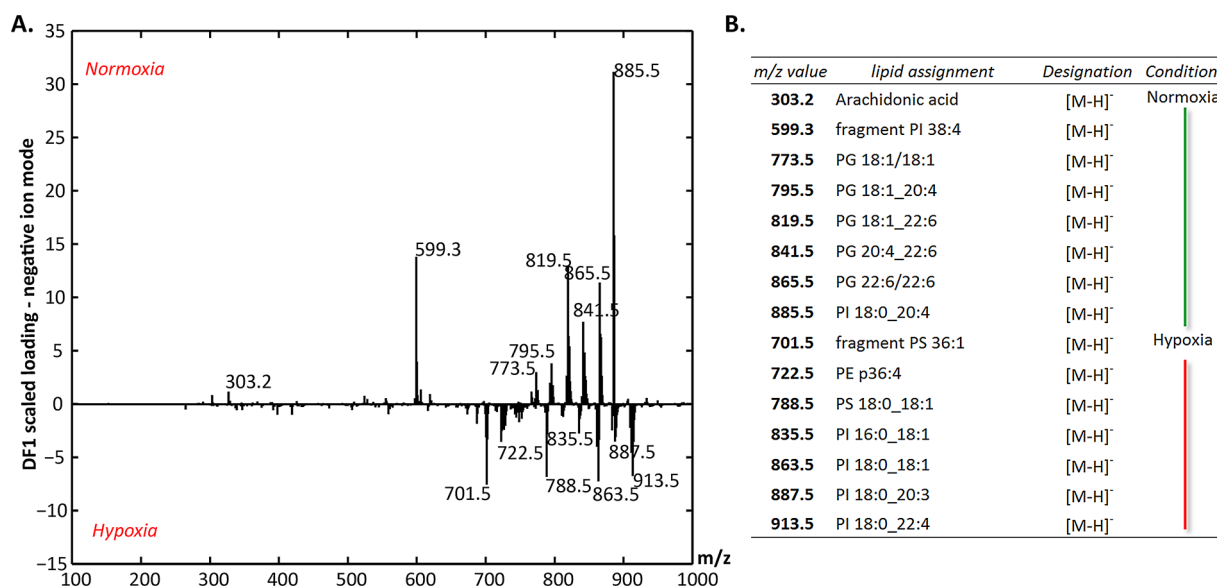 A.
35
30
25
20
15
10
5
0
−5
−10
−15
DF1 scaled loading - negative ion mode
Normoxia
885.5
599.3
819.5
865.5
841.5
795.5
773.5
303.2
835.5
722.5
887.5
701.5
788.5
863.5
913.5
Hypoxia
m/z
100 200 300 400 500 600 700 800 900 1000
B.
m/z value lipid assignment Designation Condition
303.2 Arachidonic acid [M-H]- Normoxia
599.3 fragment PI 38:4 [M-H]-
773.5 PG 18:1/18:1 [M-H]-
795.5 PG 18:1_20:4 [M-H]-
819.5 PG 18:1_22:6 [M-H]-
841.5 PG 20:4_22:6 [M-H]-
865.5 PG 22:6/22:6 [M-H]-
885.5 PI 18:0_20:4 [M-H]-
701.5 fragment PS 36:1 [M-H]- Hypoxia
722.5 PE p36:4 [M-H]-
788.5 PS 18:0_18:1 [M-H]-
835.5 PI 16:0_18:1 [M-H]-
863.5 PI 18:0_18:1 [M-H]-
887.5 PI 18:0_20:3 [M-H]-
913.5 PI 18:0_22:4 [M-H]-